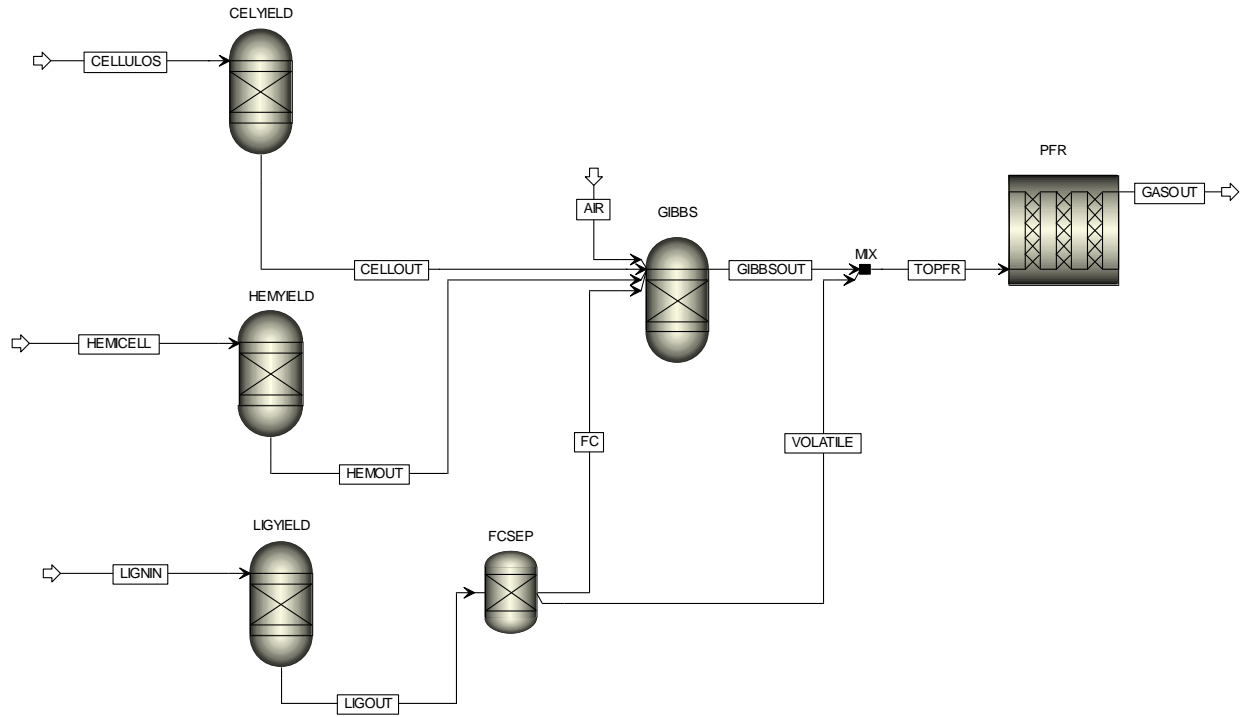 CELYIELD
CELLULOS
PFR
GASOUT
AIR
GIBBS
MIX
CELLOUT
GIBBSOUT
TOPFR
HEMYIELD
HEMICELL
FC
VOLATILE
HEMOUT
LIGYIELD
FCSEP
LIGNIN
LIGOUT